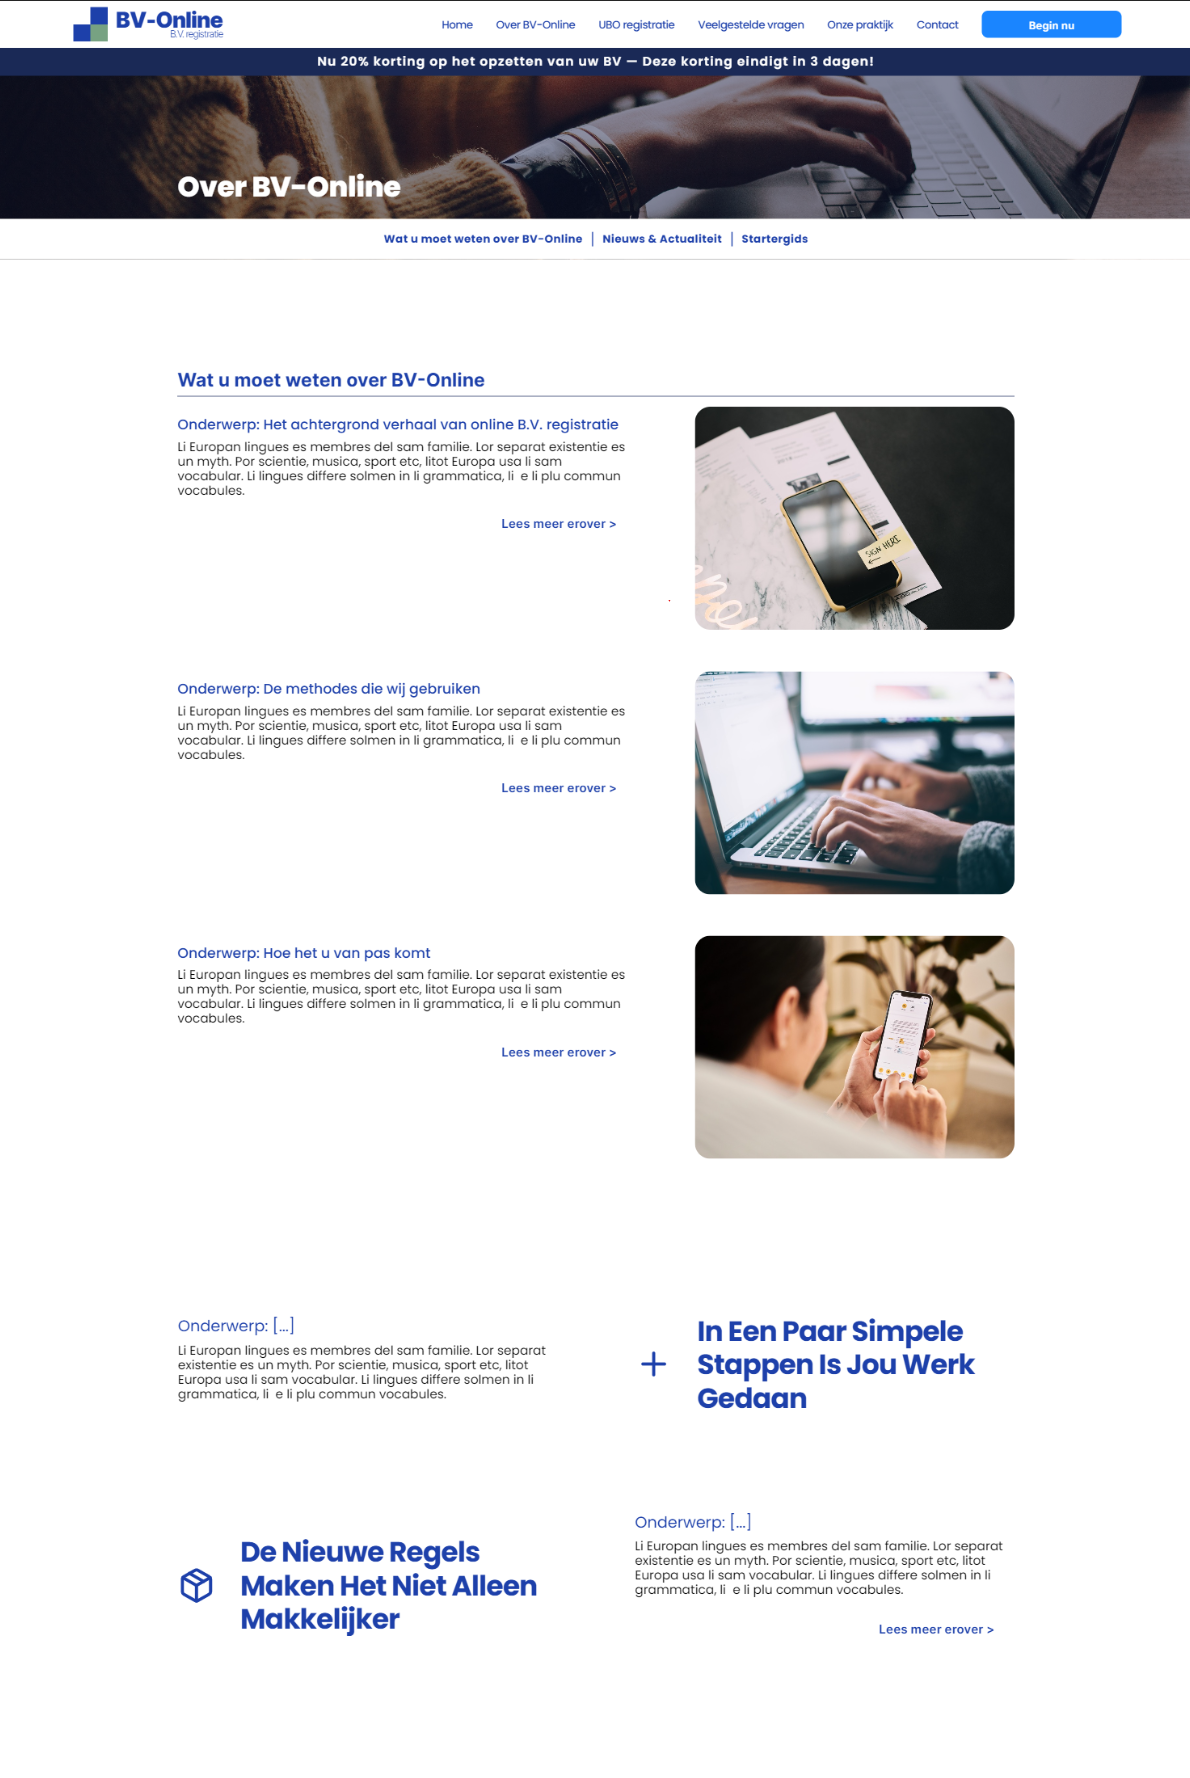 BV-Online
B.V. registratie
Home
Over BV-Online
UBO registratie
Veelgestelde vragen
Onze praktijk
Contact
Begin nu
Nu 20% korting op het opzetten van uw BV — Deze korting eindigt in 3 dagen!
Over BV-Online
Wat u moet weten over BV-Online | Nieuws & Actualiteit | Startergids
Wat u moet weten over BV-Online
Onderwerp: Het achtergrond verhaal van online B.V. registratie
Li Europan lingues es membres del sam familie. Lor separat existentie es
un myth. Por scientie, musica, sport etc, litot Europa usa li sam
vocabular. Li lingues differe solmen in li grammatica, li  e li plu commun
vocabules.
Lees meer erover >
SIGN HERE
Onderwerp: De methodes die wij gebruiken
Li Europan lingues es membres del sam familie. Lor separat existentie es
un myth. Por scientie, musica, sport etc, litot Europa usa li sam
vocabular. Li lingues differe solmen in li grammatica, li  e li plu commun
vocabules.
Lees meer erover >
Onderwerp: Hoe het u van pas komt
Li Europan lingues es membres del sam familie. Lor separat existentie es
un myth. Por scientie, musica, sport etc, litot Europa usa li sam
vocabular. Li lingues differe solmen in li grammatica, li  e li plu commun
vocabules.
Lees meer erover >
Onderwerp: [...]
Li Europan lingues es membres del sam familie. Lor separat
existentie es un myth. Por scientie, musica, sport etc, litot
Europa usa li sam vocabular. Li lingues differe solmen in li
grammatica, li  e li plu commun vocabules.
In Een Paar Simpele
Stappen Is Jou Werk
Gedaan
De Nieuwe Regels
Maken Het Niet Alleen
Makkelijker
Onderwerp: [...]
Li Europan lingues es membres del sam familie. Lor separat
existentie es un myth. Por scientie, musica, sport etc, litot
Europa usa li sam vocabular. Li lingues differe solmen in li
grammatica, li  e li plu commun vocabules.
Lees meer erover >